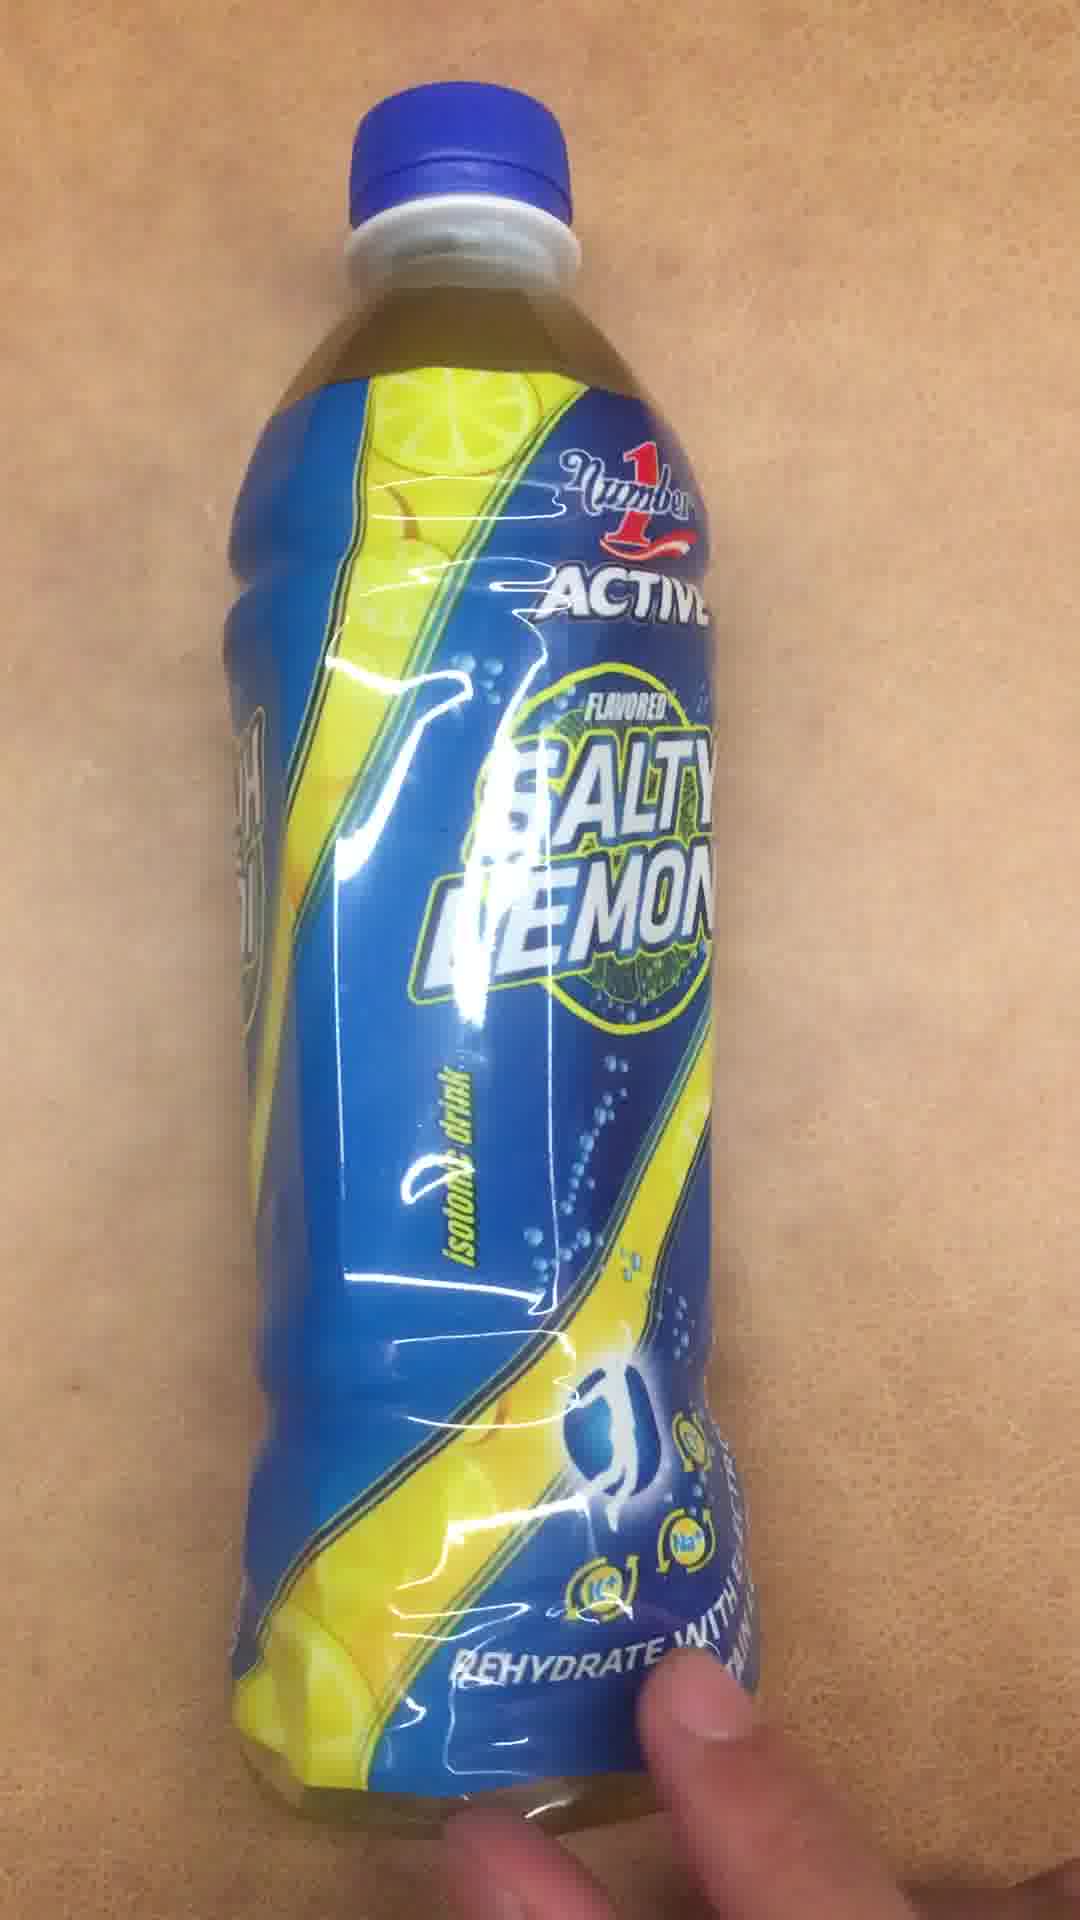 Number 1
ACTIVE
FLAVORED
SALTY
LEMON
isotonic drink
Na+
K+
REHYDRATE WITH